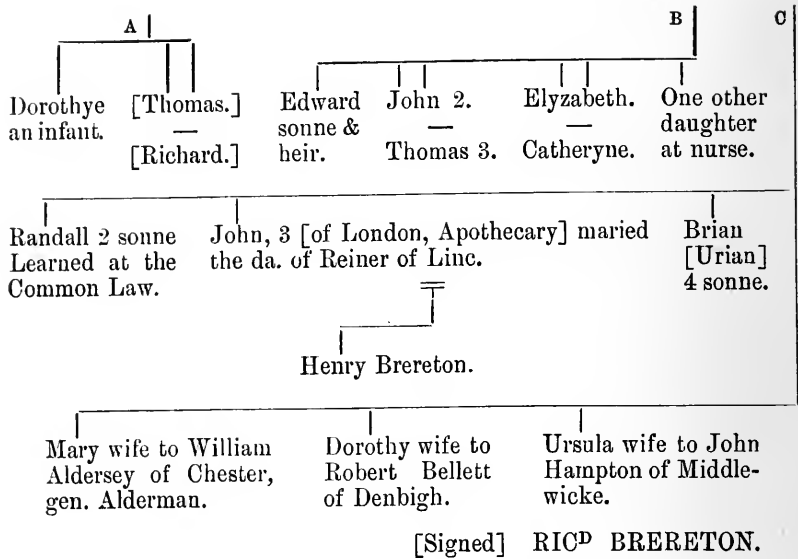 A B C
Dorothye [Thomas.] Edward John 2. Elyzabeth. One other
an infant. — sonne & — — daughter
[Richard.] heir. Thomas 3. Catheryne. at nurse.
Randall 2 sonne John, 3 [of London, Apothecary] maried Brian
Learned at the the da. of Reiner of Linc. [Urian]
Common Law. 4 sonne.
Henry Brereton.
Mary wife to William Dorothy wife to Ursula wife to John
Aldersey of Chester, Robert Bellett Hampton of Middle-
gen. Alderman. of Denbigh. wicke.
[Signed] RICᴰ BRERETON.